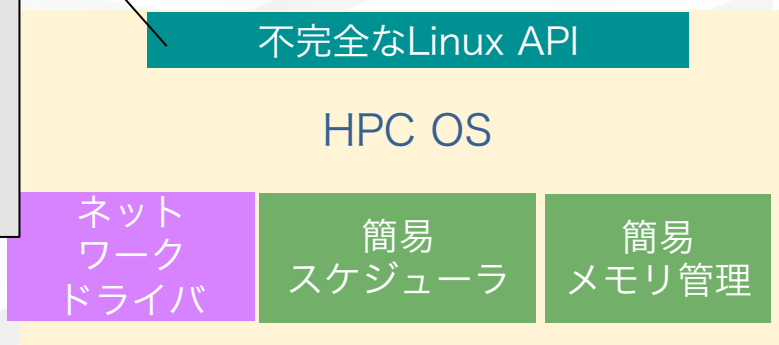 不完全なLinux API
HPC OS
ネット
ワーク
ドライバ
簡易
スケジューラ
簡易
メモリ管理